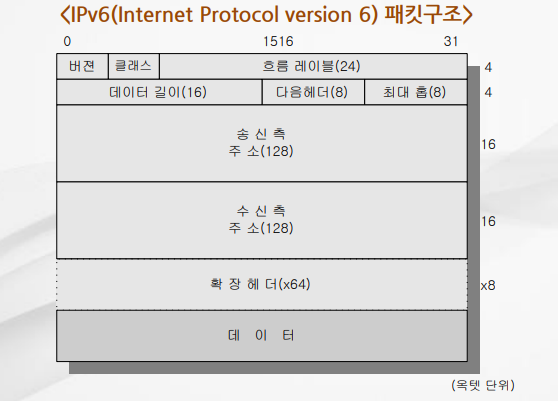 <IPv6(Internet Protocol version 6) 패킷구조>
0 1516 31
버젼 클래스 흐름 레이블(24) 4
데이터 길이(16) 다음헤더(8) 최대 홉(8) 4
송 신 측
주 소(128)
16
수 신 측
주 소(128)
16
확 장 헤 더(x64) x8
데 이 터
(옥텟 단위)